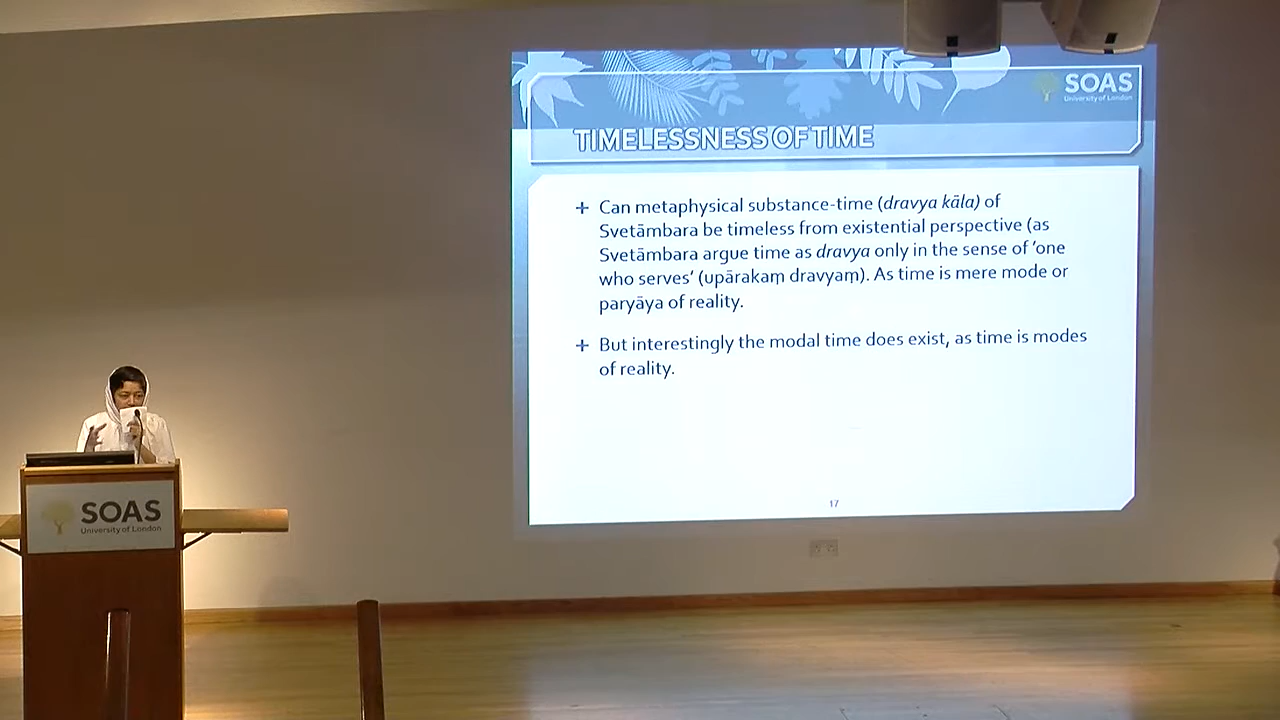 SOAS
University of London
TIMELESSNESS OF TIME
Can metaphysical substance-time (dravya kāla) of
Svetāmbara be timeless from existential perspective (as
Svetāmbara argue time as dravya only in the sense of ‘one
who serves‘ (upārakaṃ dravyaṃ). As time is mere mode or
paryāya of reality.
But interestingly the modal time does exist, as time is modes
of reality.
17
SOAS
University of London